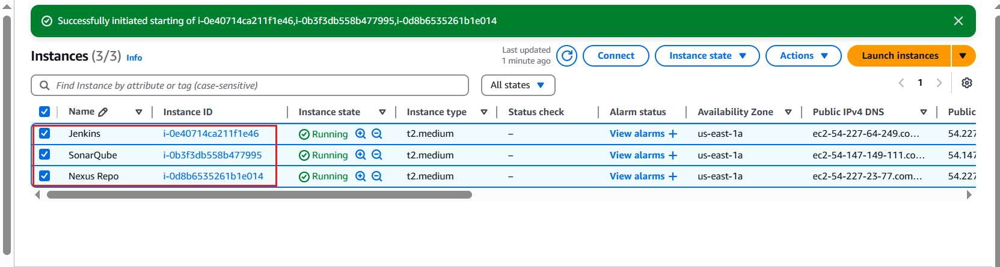 Successfully initiated starting of i-0e40714ca211f1e46,i-0b3f3db558b477995,i-0d8b6535261b1e014
Instances (3/3) Info
Last updated
1 minute ago
Connect
Instance state
Actions
Launch instances
Find Instance by attribute or tag (case-sensitive)
All states
1
Name Instance ID Instance state Instance type Status check Alarm status Availability Zone Public IPv4 DNS Public
Jenkins i-0e40714ca211f1e46 Running t2.medium – View alarms + us-east-1a ec2-54-227-64-249.co... 54.227
SonarQube i-0b3f3db558b477995 Running t2.medium – View alarms + us-east-1a ec2-54-147-149-111.co... 54.147
Nexus Repo i-0d8b6535261b1e014 Running t2.medium – View alarms + us-east-1a ec2-54-227-23-77.com... 54.227